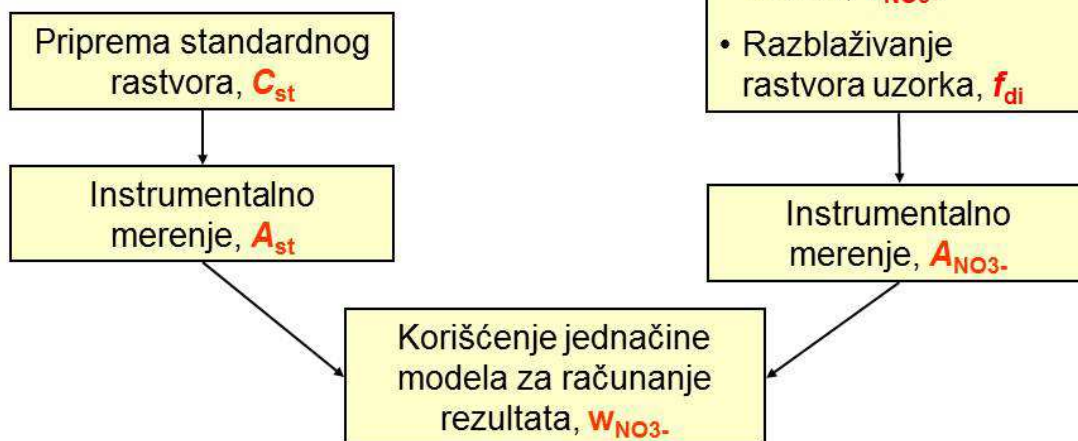 Priprema standardnog
rastvora, Cst
Instrumentalno
merenje, Ast
• Razblaživanje
rastvora uzorka, fdi
Instrumentalno
merenje, ANO3-
Korišćenje jednačine
modela za računanje
rezultata, wNO3-